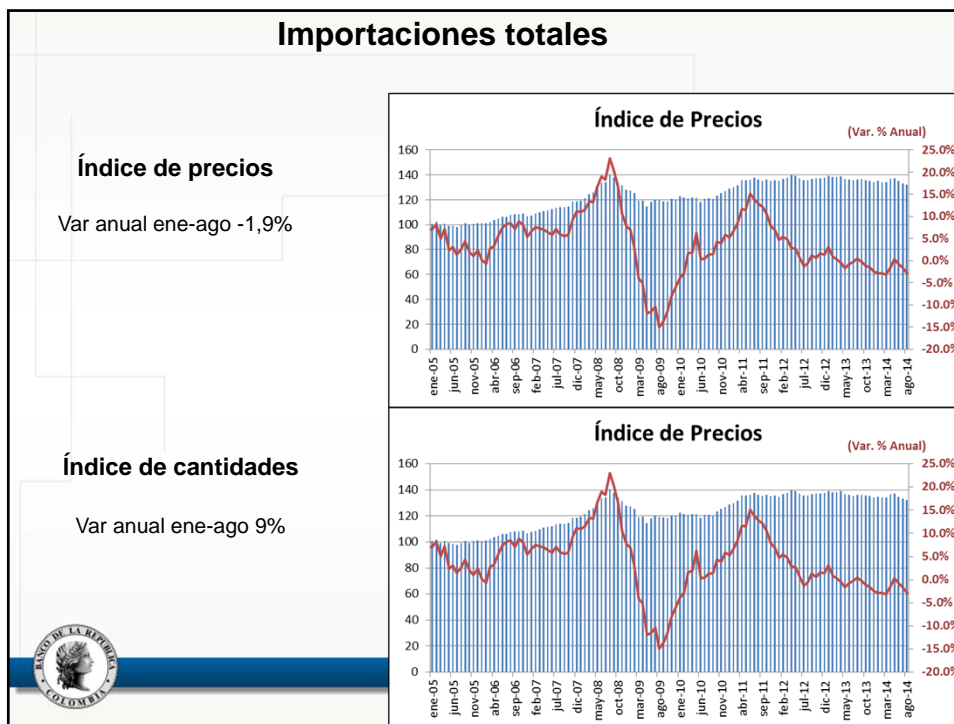 Importaciones totales
Índice de precios
Var anual ene-ago -1,9%
Índice de Precios
(Var. % Anual)
160
140
120
100
80
60
40
20
0
25.0%
20.0%
15.0%
10.0%
5.0%
0.0%
-5.0%
-10.0%
-15.0%
-20.0%
ene-05
jun-05
nov-05
abr-06
sep-06
feb-07
jul-07
dic-07
may-08
oct-08
mar-09
ago-09
ene-10
jun-10
nov-10
abr-11
sep-11
feb-12
jul-12
dic-12
may-13
oct-13
mar-14
ago-14
Índice de cantidades
Var anual ene-ago 9%
Índice de Precios
(Var. % Anual)
160
140
120
100
80
60
40
20
0
25.0%
20.0%
15.0%
10.0%
5.0%
0.0%
-5.0%
-10.0%
-15.0%
-20.0%
ene-05
jun-05
nov-05
abr-06
sep-06
feb-07
jul-07
dic-07
may-08
oct-08
mar-09
ago-09
ene-10
jun-10
nov-10
abr-11
sep-11
feb-12
jul-12
dic-12
may-13
oct-13
mar-14
ago-14
BANCO DE LA REPUBLICA
COLOMBIA